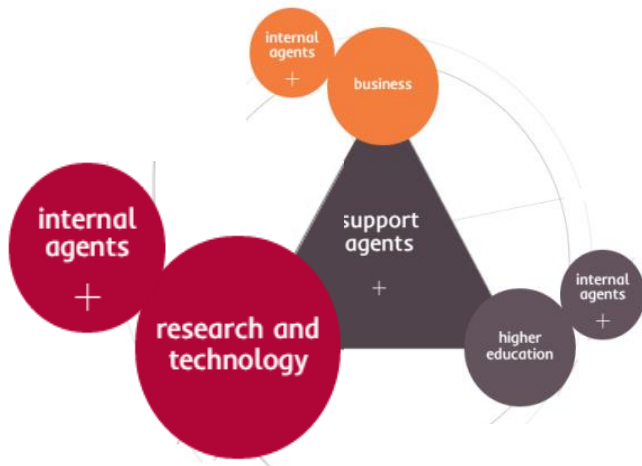 internal
agents
+
business
internal
agents
+
support
agents
+
internal
agents
+
research and
technology
higher
education